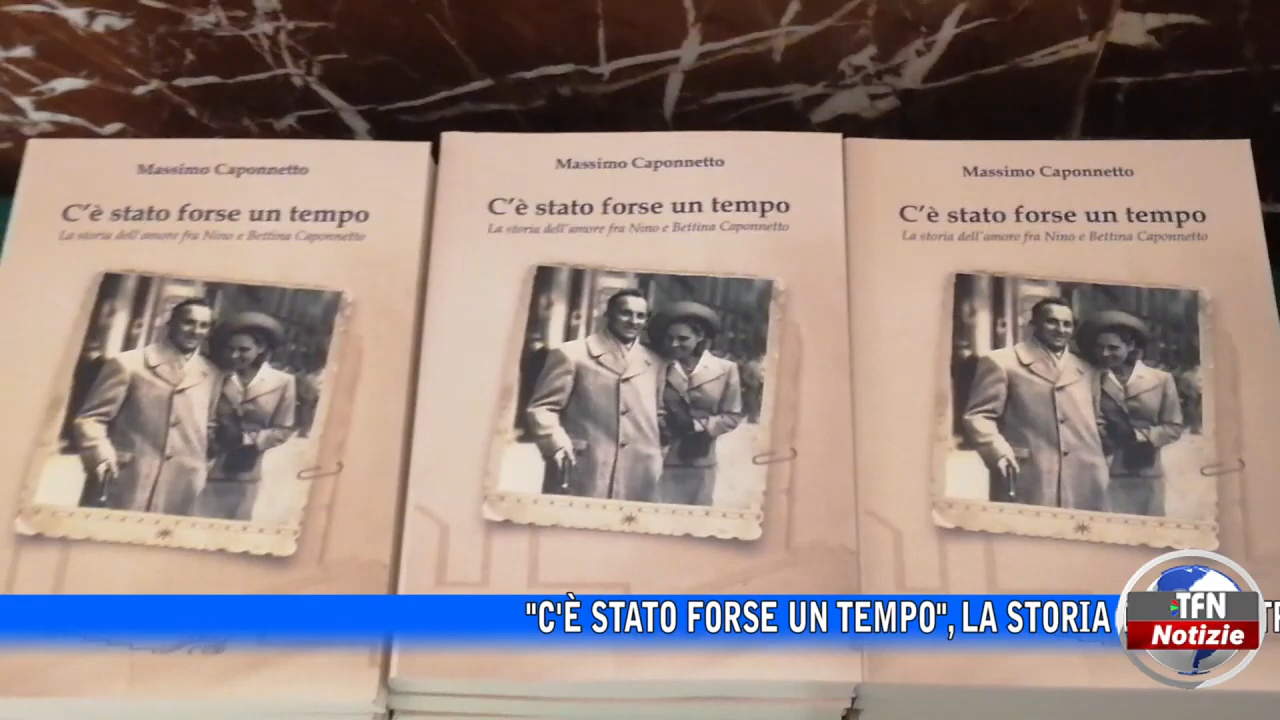 Massimo Caponnetto
C'è stato forse un tempo
La storia dell'amore fra Nino e Bettina Caponnetto
Massimo Caponnetto
C'è stato forse un tempo
La storia dell'amore fra Nino e Bettina Caponnetto
Massimo Caponnetto
C'è stato forse un tempo
La storia dell'amore fra Nino e Bettina Caponnetto
"C'È STATO FORSE UN TEMPO", LA STORIA
TFN
Notizie